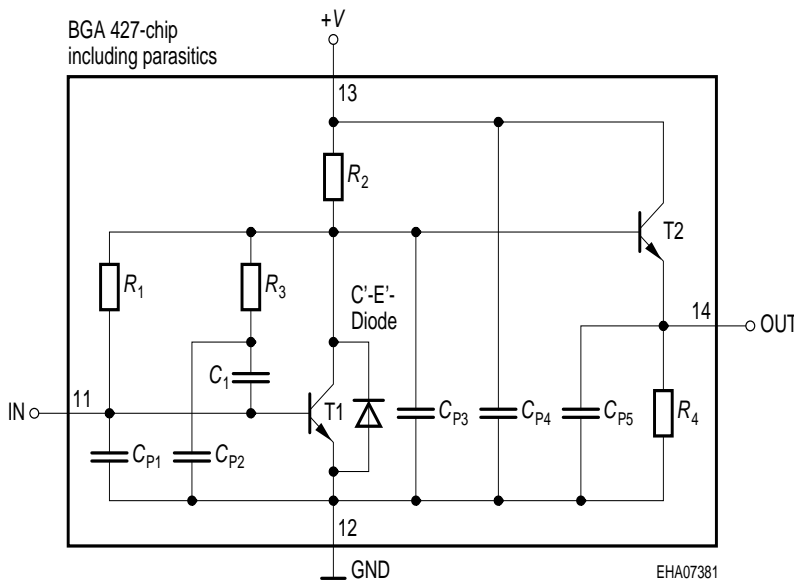 BGA 427-chip
including parasitics
+V
13
R2
R1
R3
C'-E'-
Diode
T2
14
OUT
C1
11
IN
T1
CP1
CP2
CP3
CP4
CP5
R4
12
GND
EHA07381